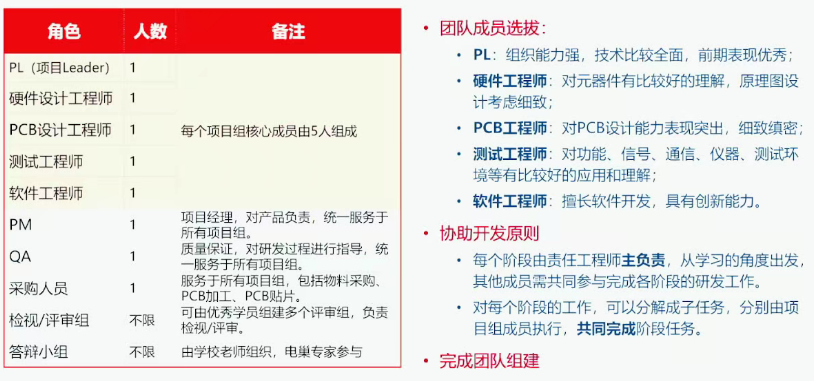 角色 人数 备注
PL（项目Leader） 1
硬件设计工程师 1
PCB设计工程师 1 每个项目组核心成员由5人组成
测试工程师 1
软件工程师 1
PM 1 项目经理，对产品负责，统一服务于
所有项目组。
QA 1 质量保证，对研发过程进行指导，统
一服务于所有项目组。
采购人员 1 服务于所有项目组，包括物料采购、
PCB加工、PCB贴片。
检视/评审组 不限 可由优秀学员组建多个评审组，负责
检视/评审。
答辩小组 不限 由学校老师组织，电巢专家参与
• 团队成员选拔：
• PL：组织能力强，技术比较全面，前期表现优秀；
• 硬件工程师：对元器件有比较好的理解，原理图设
计考虑细致；
• PCB工程师：对PCB设计能力表现突出，细致缜密；
• 测试工程师：对功能、信号、通信、仪器、测试环
境等有比较好的应用和理解；
• 软件工程师：擅长软件开发，具有创新能力。
• 协助开发原则
• 每个阶段由责任工程师主负责，从学习的角度出发，
其他成员需共同参与完成各阶段的研发工作。
• 对每个阶段的工作，可以分解成子任务，分别由项
目组成员执行，共同完成阶段任务。
• 完成团队组建